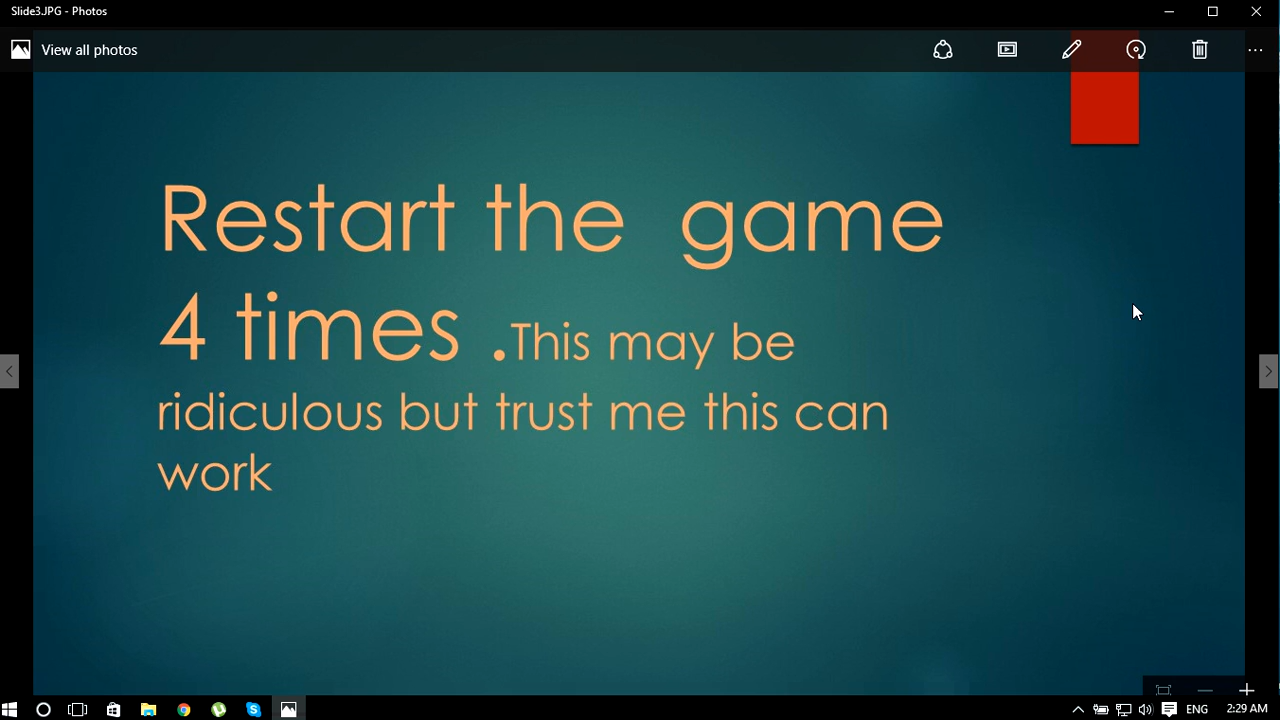 Slide3.JPG - Photos
View all photos
Restart the  game
4 times .This may be
ridiculous but trust me this can
work
ENG
2:29 AM